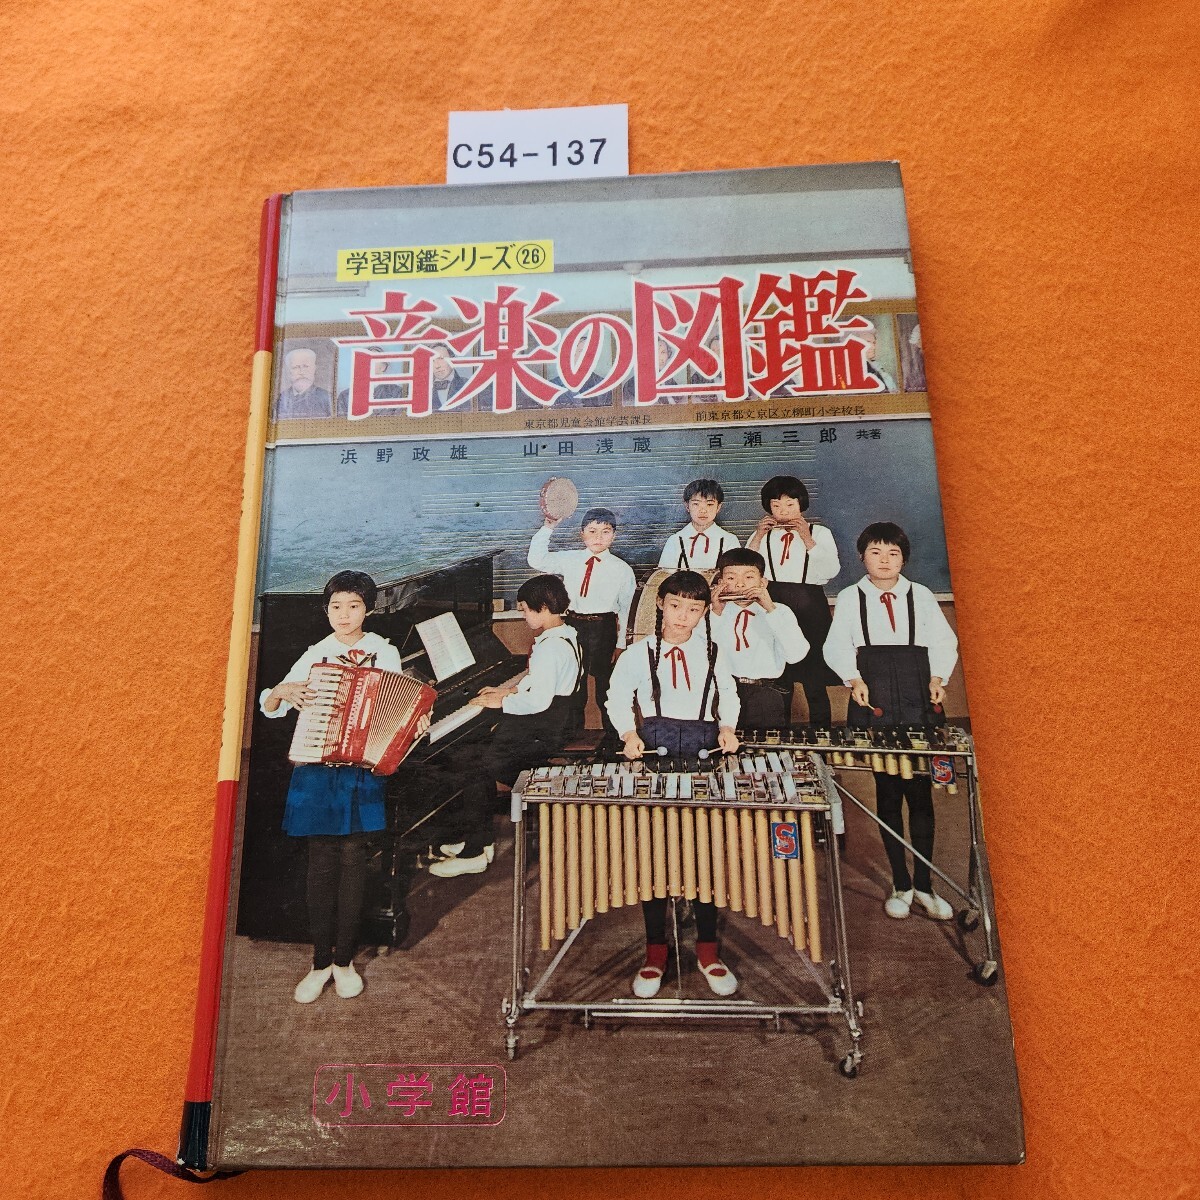 C54-137
学習図鑑シリーズ㉖
音楽の図鑑
東京都児童会館学芸課長 前東京都文京区立柳町小学校長
浜野政雄 山田浅蔵 百瀬三郎 共著
S
S
小学館